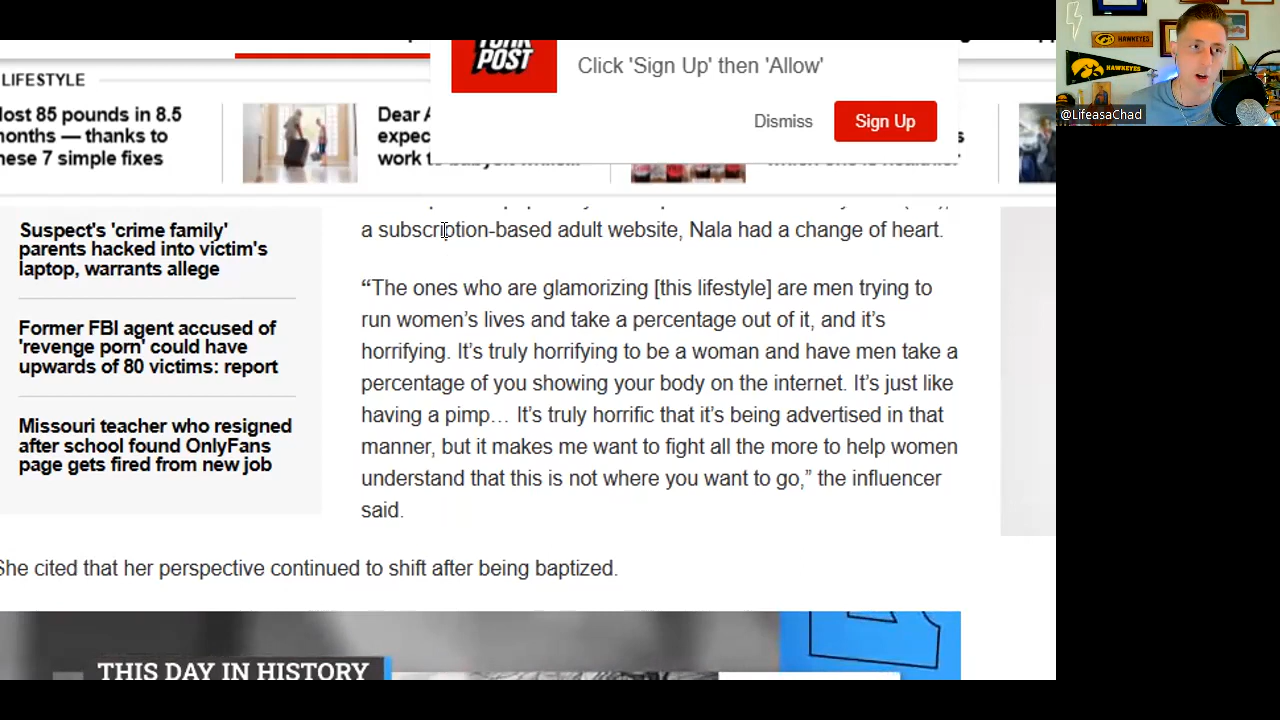 YORK
POST
Click 'Sign Up' then 'Allow'
Dismiss
Sign Up
LIFESTYLE
lost 85 pounds in 8.5
months — thanks to
these 7 simple fixes
Dear A
expec
work t
Suspect's 'crime family'
parents hacked into victim's
laptop, warrants allege
Former FBI agent accused of
'revenge porn' could have
upwards of 80 victims: report
Missouri teacher who resigned
after school found OnlyFans
page gets fired from new job
a subscription-based adult website, Nala had a change of heart.
“The ones who are glamorizing [this lifestyle] are men trying to
run women’s lives and take a percentage out of it, and it’s
horrifying. It’s truly horrifying to be a woman and have men take a
percentage of you showing your body on the internet. It’s just like
having a pimp… It’s truly horrific that it’s being advertised in that
manner, but it makes me want to fight all the more to help women
understand that this is not where you want to go,” the influencer
said.
She cited that her perspective continued to shift after being baptized.
THIS DAY IN HISTORY
HAWKEYES
HAWKEYES
@LifeasaChad